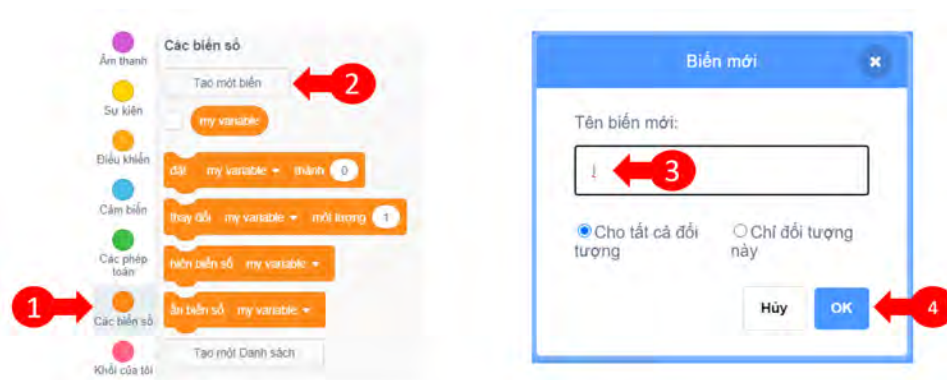 Âm thanh
Sự kiện
Điều khiển
Cảm biến
Các phép
toán
Các biến số
Khối của tôi
1
Các biến số
Tạo một biến
2
my variable
đặt my variable thành 0
thay đổi my variable một lượng 1
hiện biến số my variable
ẩn biến số my variable
Tạo một Danh sách
Biến mới
Tên biến mới:
3
Cho tất cả đối
tượng
Chỉ đối tượng
này
Hủy
OK
4